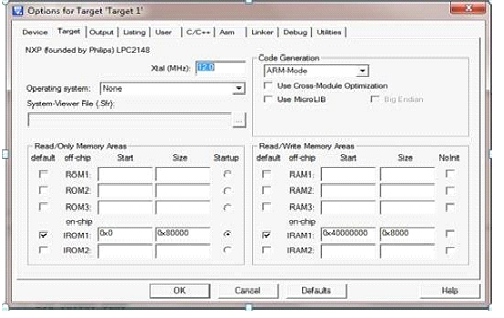 Options for Target 'Target 1'
Device Target Output Listing User C/C++ Asm Linker Debug Utilities
NXP (founded by Philips) LPC2148
Xtal (MHz): 12.0
Operating system: None
System-Viewer File (.Sfr):
...
Code Generation
ARM-Mode
Use Cross-Module Optimization
Use MicroLIB Big Endian
Read/Only Memory Areas
default off-chip Start Size Startup
ROM1:
ROM2:
ROM3:
on-chip
IROM1: 0x0 0x80000
IROM2:
Read/Write Memory Areas
default off-chip Start Size NoInit
RAM1:
RAM2:
RAM3:
on-chip
IRAM1: 0x40000000 0x8000
IRAM2:
OK Cancel Defaults Help